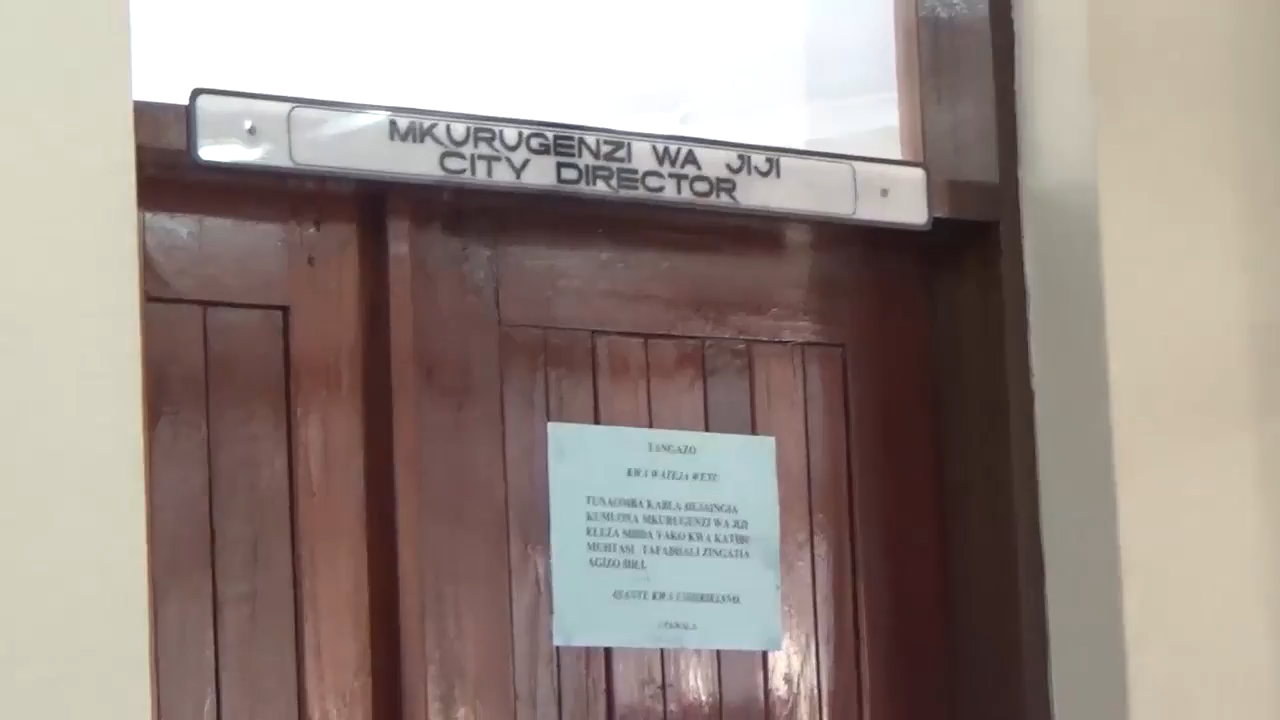 MKURUGENZI WA JIJI
CITY DIRECTOR
TANGAZO
KWA WATEJA WETU
TUNAOMBA KABLA HUJAINGIA
KUMUONA MKURUGENZI WA JIJI
ELEZA SHIDA YAKO KWA KATIBU
MUHTASI TAFADHALI ZINGATIA
AGIZO HILI.
ASANTE KWA USHIRIKIANO.
UTAWALA